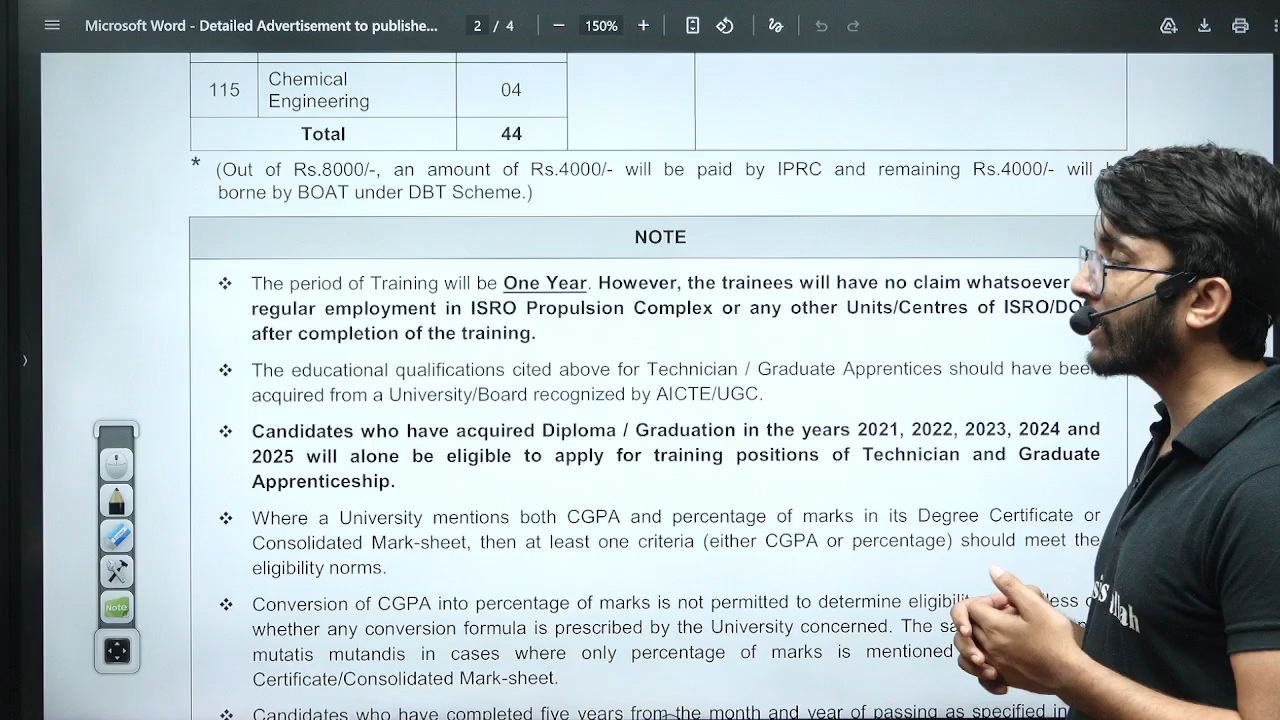 Microsoft Word - Detailed Advertisement to publishe...
2 / 4
150%
115 Chemical Engineering 04
Total 44
* (Out of Rs.8000/-, an amount of Rs.4000/- will be paid by IPRC and remaining Rs.4000/- will
borne by BOAT under DBT Scheme.)
NOTE
❖ The period of Training will be One Year. However, the trainees will have no claim whatsoever
regular employment in ISRO Propulsion Complex or any other Units/Centres of ISRO/DO
after completion of the training.
❖ The educational qualifications cited above for Technician / Graduate Apprentices should have been
acquired from a University/Board recognized by AICTE/UGC.
❖ Candidates who have acquired Diploma / Graduation in the years 2021, 2022, 2023, 2024 and
2025 will alone be eligible to apply for training positions of Technician and Graduate
Apprenticeship.
❖ Where a University mentions both CGPA and percentage of marks in its Degree Certificate or
Consolidated Mark-sheet, then at least one criteria (either CGPA or percentage) should meet the
eligibility norms.
❖ Conversion of CGPA into percentage of marks is not permitted to determine
whether any conversion formula is prescribed by the University concerned. The
mutatis mutandis in cases where only percentage of marks is mentioned
Certificate/Consolidated Mark-sheet.
❖ Candidates who have completed five years from the month and year of passing as specified in
Note